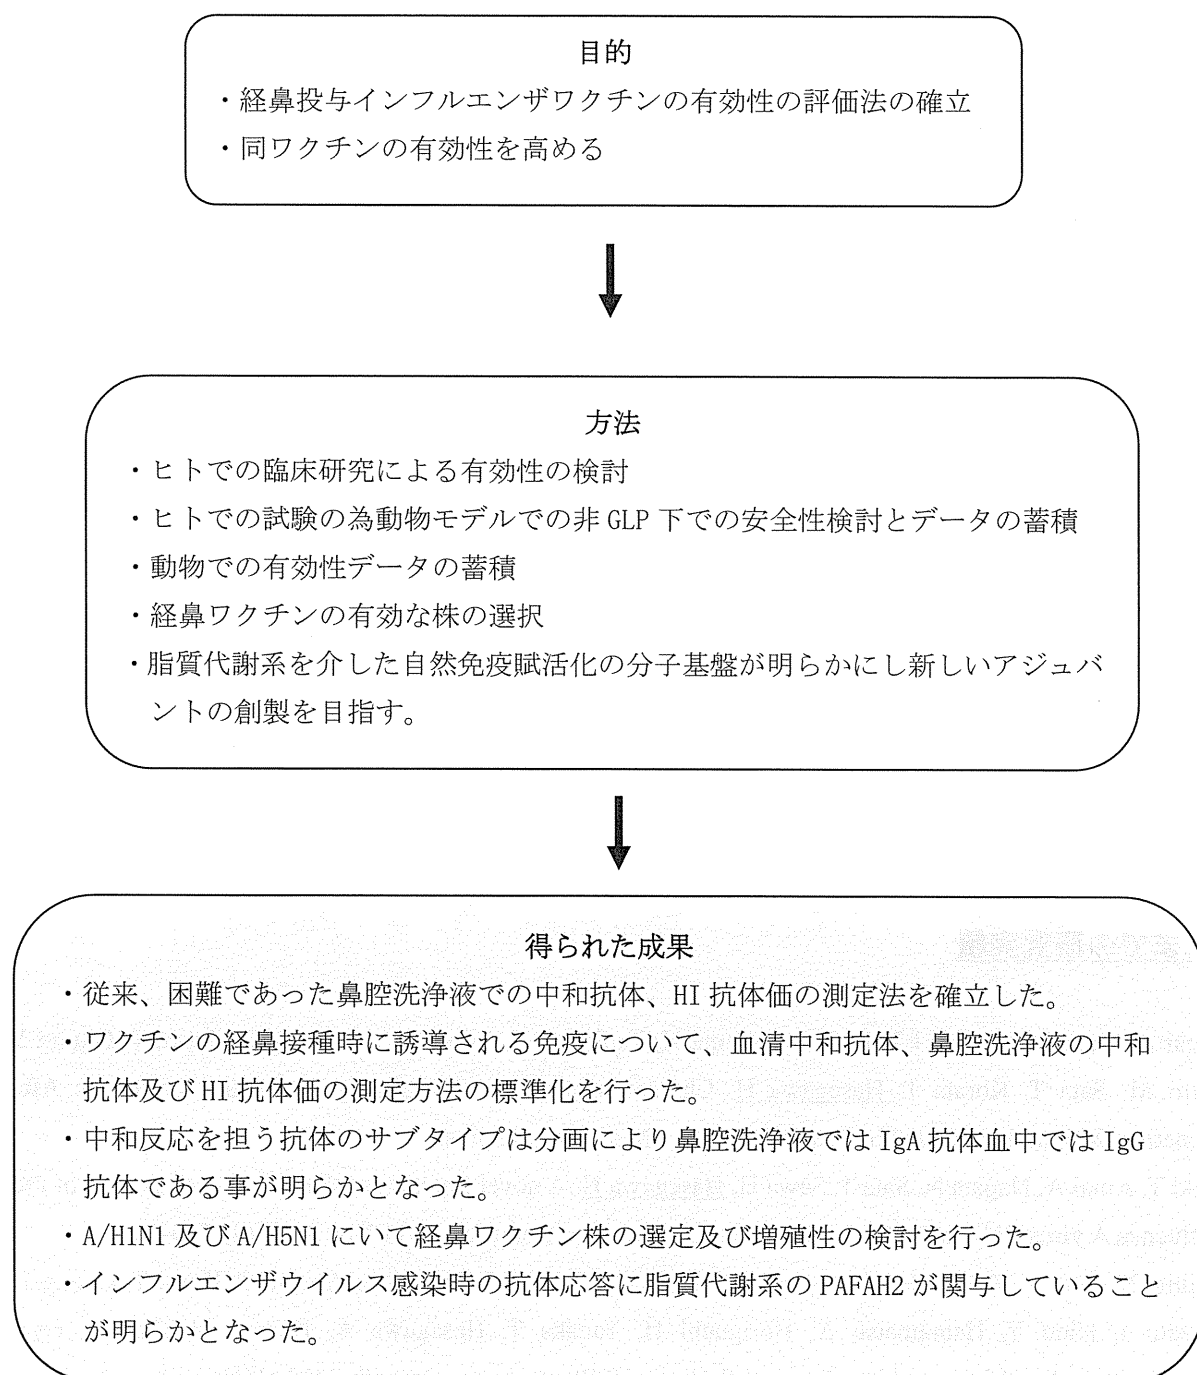 目的
・経鼻投与インフルエンザワクチンの有効性の評価法の確立
・同ワクチンの有効性を高める
方法
・ヒトでの臨床研究による有効性の検討
・ヒトでの試験の為動物モデルでの非 GLP 下での安全性検討とデータの蓄積
・動物での有効性データの蓄積
・経鼻ワクチンの有効な株の選択
・脂質代謝系を介した自然免疫賦活化の分子基盤が明らかにし新しいアジュバ
ントの創製を目指す。
得られた成果
・従来、困難であった鼻腔洗浄液での中和抗体、HI 抗体価の測定法を確立した。
・ワクチンの経鼻接種時に誘導される免疫について、血清中和抗体、鼻腔洗浄液の中和
抗体及び HI 抗体価の測定方法の標準化を行った。
・中和反応を担う抗体のサブタイプは分画により鼻腔洗浄液では IgA 抗体血中では IgG
抗体である事が明らかとなった。
・A/H1N1 及び A/H5N1 にいて経鼻ワクチン株の選定及び増殖性の検討を行った。
・インフルエンザウイルス感染時の抗体応答に脂質代謝系の PAFAH2 が関与していること
が明らかとなった。